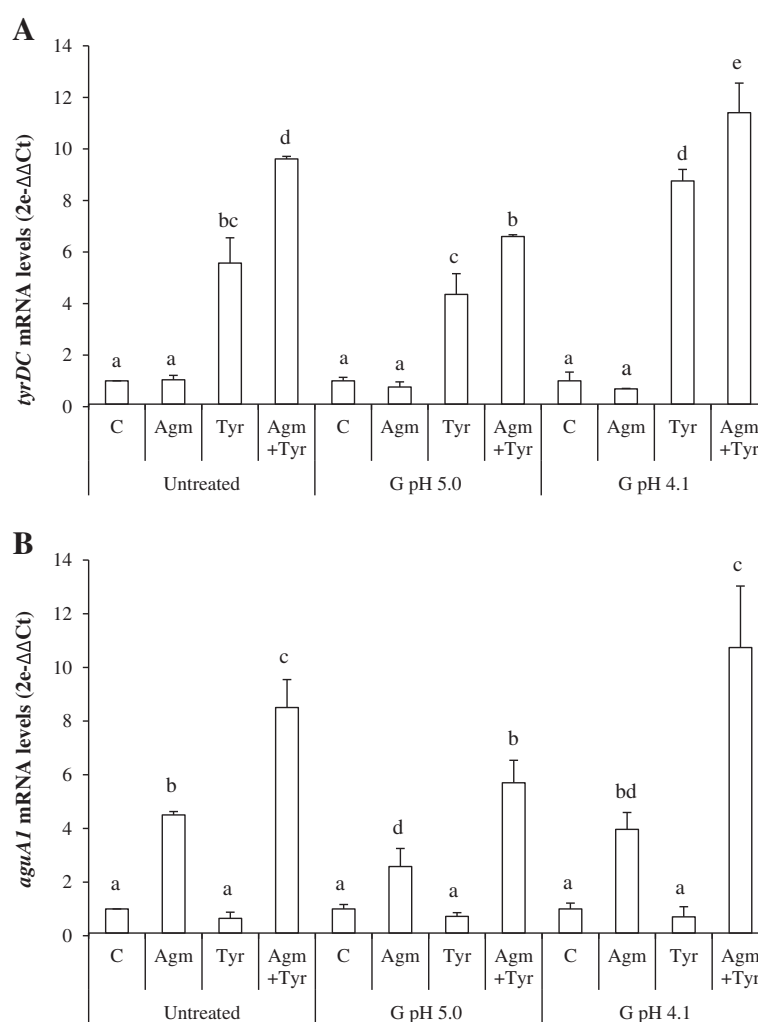 A
tyrDC mRNA levels (2e-ΔΔCt)
14
12
10
8
6
4
2
0
a
a
bc
d
a
a
c
b
a
a
d
e
C Agm Tyr Agm +Tyr C Agm Tyr Agm +Tyr C Agm Tyr Agm +Tyr
Untreated G pH 5.0 G pH 4.1
B
aguA1 mRNA levels (2e-ΔΔCt)
14
12
10
8
6
4
2
0
a
b
a
c
a
d
a
b
a
bd
a
c
C Agm Tyr Agm +Tyr C Agm Tyr Agm +Tyr C Agm Tyr Agm +Tyr
Untreated G pH 5.0 G pH 4.1